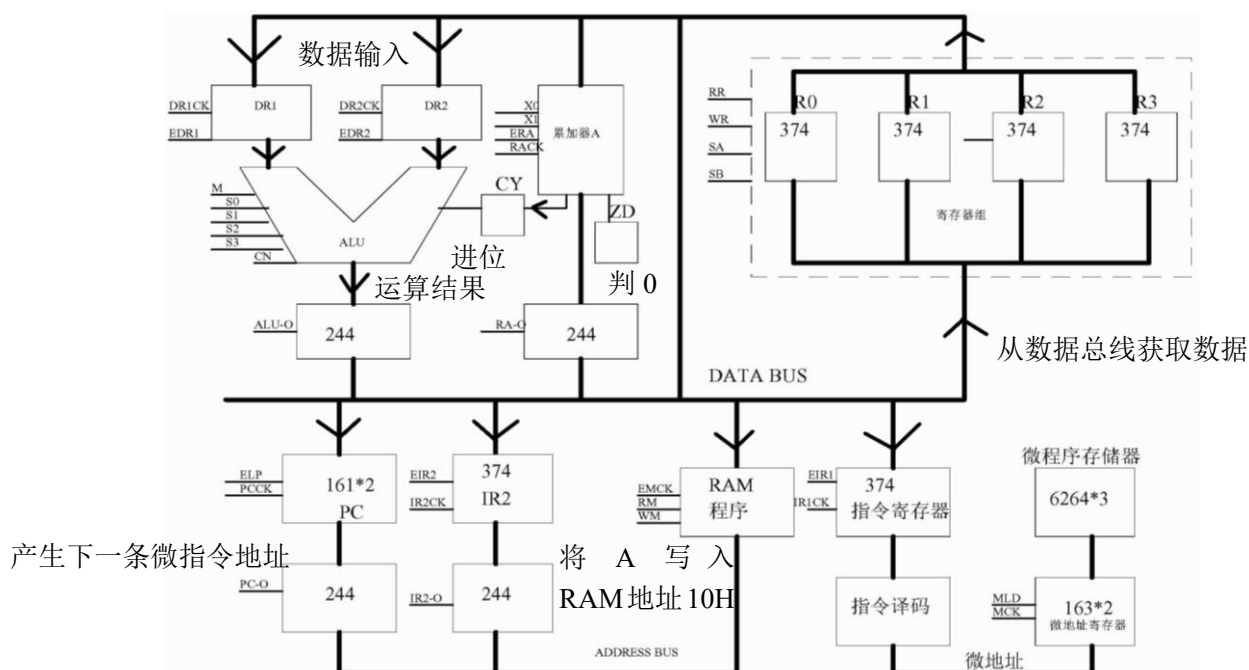 数据输入
DR1CK
EDR1
DR1
DR2CK
EDR2
DR2
X0
X1
ERA
RACK
累加器A
RR
WR
SA
SB
R0
374
R1
374
R2
374
R3
374
寄存器组
M
S0
S1
S2
S3
CN
ALU
CY
进位
ZD
判 0
运算结果
ALU-O
244
RA-O
244
从数据总线获取数据
DATA BUS
ELP
PCCK
161*2
PC
EIR2
IR2CK
374
IR2
EMCK
RM
WM
RAM
程序
EIR1
IR1CK
374
指令寄存器
微程序存储器
6264*3
产生下一条微指令地址
将 A 写 入
RAM 地址 10H
PC-O
244
IR2-O
244
指令译码
MLD
MCK
163*2
微地址寄存器
ADDRESS BUS
微地址